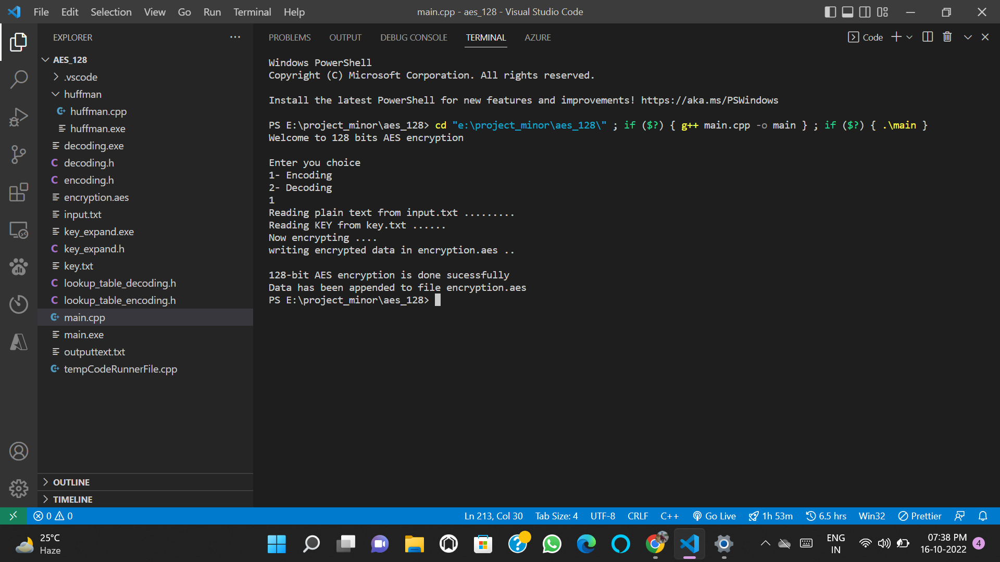 File Edit Selection View Go Run Terminal Help
main.cpp - aes_128 - Visual Studio Code
EXPLORER
AES_128
.vscode
huffman
huffman.cpp
huffman.exe
decoding.exe
decoding.h
encoding.h
encryption.aes
input.txt
key_expand.exe
key_expand.h
key.txt
lookup_table_decoding.h
lookup_table_encoding.h
main.cpp
main.exe
outputtext.txt
tempCodeRunnerFile.cpp
OUTLINE
TIMELINE
PROBLEMS OUTPUT DEBUG CONSOLE TERMINAL AZURE
Code
Windows PowerShell
Copyright (C) Microsoft Corporation. All rights reserved.
Install the latest PowerShell for new features and improvements! https://aka.ms/PSWindows
PS E:\project_minor\aes_128> cd "e:\project_minor\aes_128\" ; if ($?) { g++ main.cpp -o main } ; if ($?) { .\main }
Welcome to 128 bits AES encryption
Enter you choice
1- Encoding
2- Decoding
1
Reading plain text from input.txt .........
Reading KEY from key.txt ......
Now encrypting ....
writing encrypted data in encryption.aes ..
128-bit AES encryption is done sucessfully
Data has been appended to file encryption.aes
PS E:\project_minor\aes_128>
0 0
Ln 213, Col 30 Tab Size: 4 UTF-8 CRLF C++ Go Live 1h 53m 6.5 hrs Win32 Prettier
25°C
Haze
ENG
IN
07:38 PM
16-10-2022
4